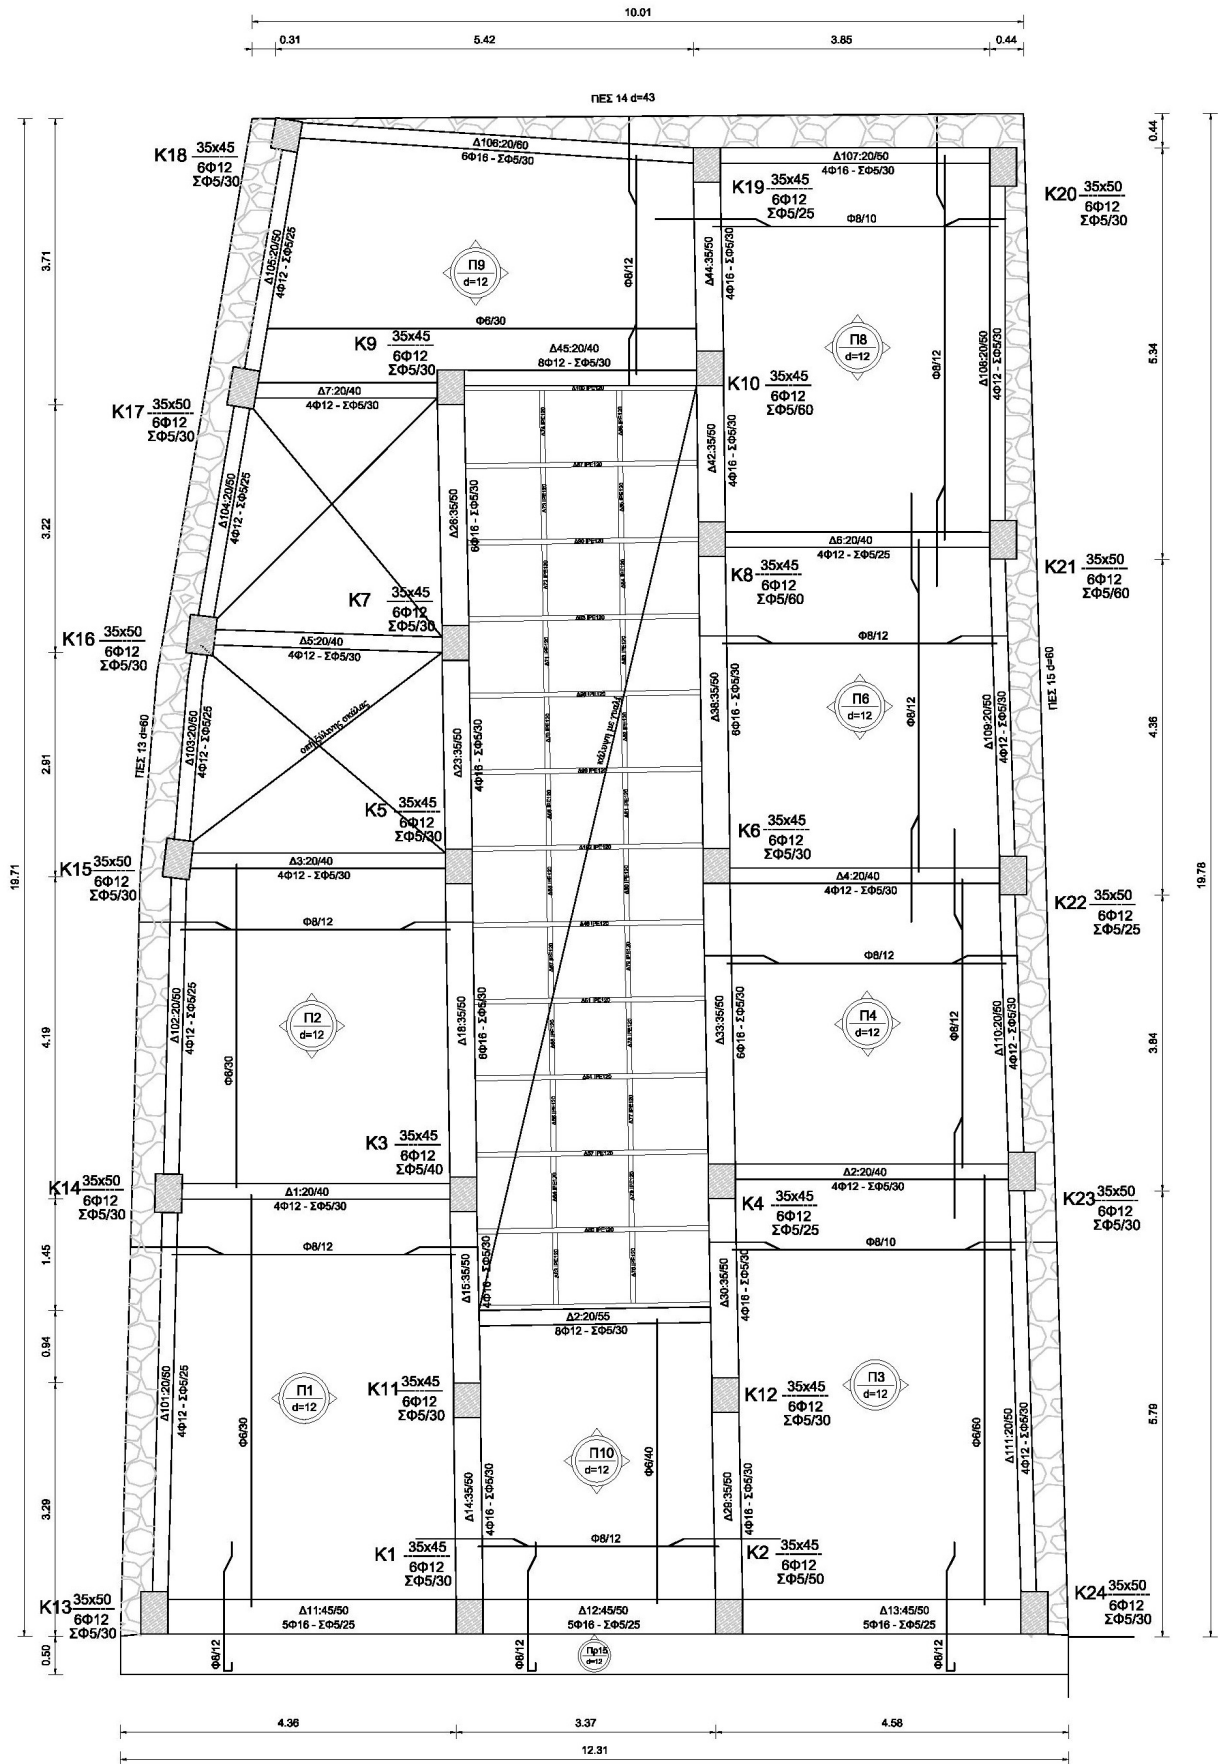 10.01
0.31
5.42
3.85
0.44
ΠΕΣ 14 d=43
K18 35x45
6Φ12
ΣΦ5/30
Δ106:20/60
6Φ16 - ΣΦ5/30
Δ107:20/50
4Φ16 - ΣΦ5/30
K19 35x45
6Φ12
ΣΦ5/25
K20 35x50
6Φ12
ΣΦ5/30
0.44
3.71
Δ105:20/50
4Φ12 - ΣΦ5/25
Π9
d=12
Φ8/12
Φ6/30
Δ44:35/50
4Φ16 - ΣΦ5/30
Φ8/10
Π8
d=12
Φ8/12
Δ108:20/50
4Φ12 - ΣΦ5/30
5.34
K9 35x45
6Φ12
ΣΦ5/30
Δ45:20/40
8Φ12 - ΣΦ5/30
K10 35x45
6Φ12
ΣΦ5/60
K17 35x50
6Φ12
ΣΦ5/30
Δ7:20/40
4Φ12 - ΣΦ5/30
3.22
Δ104:20/50
4Φ12 - ΣΦ5/25
Δ26:35/50
6Φ16 - ΣΦ5/30
Δ42:35/50
4Φ16 - ΣΦ5/30
Δ6:20/40
4Φ12 - ΣΦ5/25
K7 35x45
6Φ12
ΣΦ5/30
K8 35x45
6Φ12
ΣΦ5/60
K21 35x50
6Φ12
ΣΦ5/60
K16 35x50
6Φ12
ΣΦ5/30
Δ5:20/40
4Φ12 - ΣΦ5/30
Φ8/12
ΠΕΣ 13 d=60
Δ103:20/50
4Φ12 - ΣΦ5/25
οπή ξύλινης σκάλας
Δ23:35/50
4Φ16 - ΣΦ5/30
Δ38:35/50
6Φ16 - ΣΦ5/30
Π6
d=12
Φ8/12
Δ109:20/50
4Φ12 - ΣΦ5/30
ΠΕΣ 15 d=60
2.91
4.36
19.71
19.78
K5 35x45
6Φ12
ΣΦ5/30
K6 35x45
6Φ12
ΣΦ5/30
K15 35x50
6Φ12
ΣΦ5/30
Δ3:20/40
4Φ12 - ΣΦ5/30
Δ4:20/40
4Φ12 - ΣΦ5/30
K22 35x50
6Φ12
ΣΦ5/25
Φ8/12
Φ8/12
Δ102:20/50
4Φ12 - ΣΦ5/25
Π2
d=12
Φ8/30
Δ18:35/50
6Φ16 - ΣΦ5/30
Δ33:35/50
6Φ16 - ΣΦ5/30
Π4
d=12
Φ8/12
Δ110:20/50
4Φ12 - ΣΦ5/30
4.19
3.84
K3 35x45
6Φ12
ΣΦ5/40
K14 35x50
6Φ12
ΣΦ5/30
Δ1:20/40
4Φ12 - ΣΦ5/30
Δ2:20/40
4Φ12 - ΣΦ5/30
K4 35x45
6Φ12
ΣΦ5/25
K23 35x50
6Φ12
ΣΦ5/30
Φ8/12
Φ8/10
1.45
Δ15:35/50
4Φ16 - ΣΦ5/30
Δ30:35/50
4Φ16 - ΣΦ5/30
Δ2:20/55
8Φ12 - ΣΦ5/30
0.94
Δ101:20/50
4Φ12 - ΣΦ5/25
Π1
d=12
Φ6/30
K11 35x45
6Φ12
ΣΦ5/30
K12 35x45
6Φ12
ΣΦ5/30
Π3
d=12
Φ6/60
Δ111:20/50
4Φ12 - ΣΦ5/30
5.79
Π10
d=12
Φ6/40
Δ14:35/50
4Φ16 - ΣΦ5/30
Δ29:35/50
4Φ16 - ΣΦ5/30
3.29
Φ8/12
K1 35x45
6Φ12
ΣΦ5/30
K2 35x45
6Φ12
ΣΦ5/50
K13 35x50
6Φ12
ΣΦ5/30
Δ11:45/50
5Φ16 - ΣΦ5/25
Δ12:45/50
5Φ16 - ΣΦ5/25
Δ13:45/50
5Φ16 - ΣΦ5/25
K24 35x50
6Φ12
ΣΦ5/30
0.50
Φ8/12
Φ8/12
Πρ15
d=12
Φ8/12
4.36
3.37
4.58
12.31